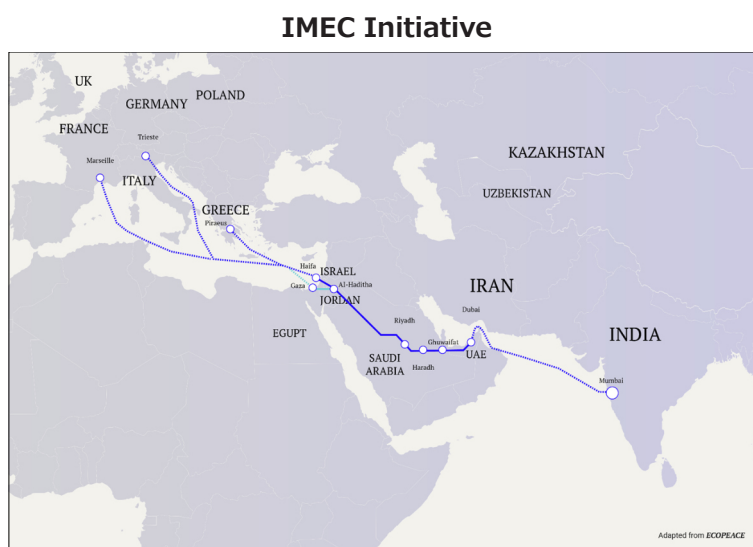 IMEC Initiative
UK
POLAND
GERMANY
FRANCE
Trieste
KAZAKHSTAN
Marseille
ITALY
UZBEKISTAN
GREECE
Piraeus
Haifa
ISRAEL
Gaza
Al-Haditha
IRAN
JORDAN
Dubai
Riyadh
EGUPT
INDIA
Ghuwaifai
SAUDI
ARABIA
UAE
Haradh
Mumbai
Adapted from ECOPEACE